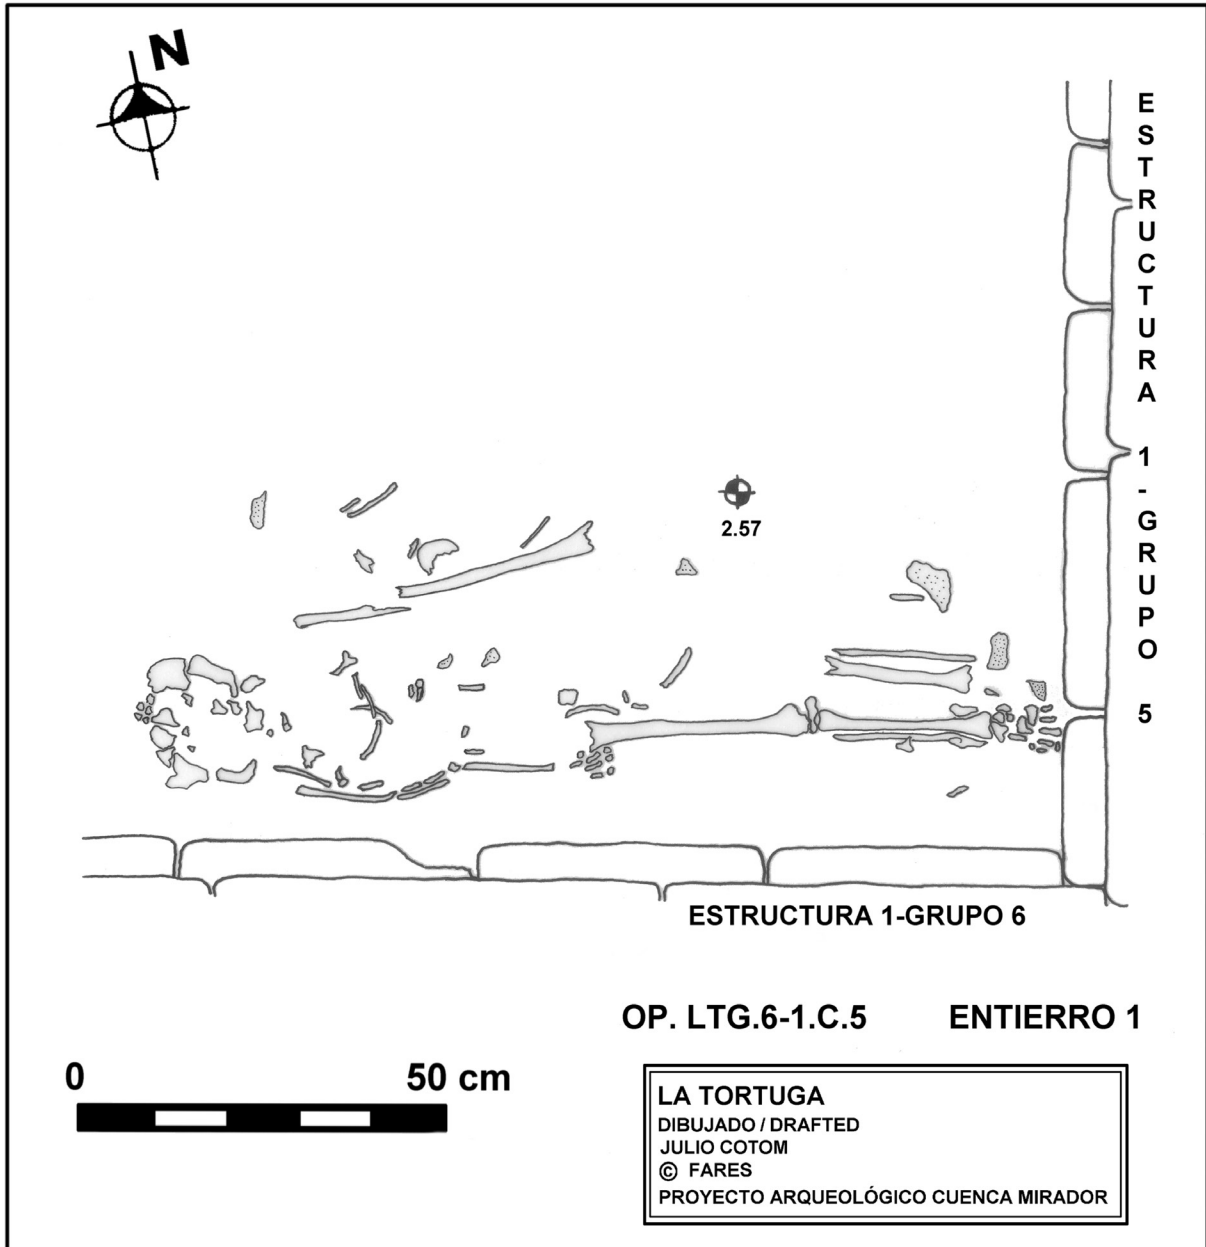 N
ESTRUCTURA 1-GRUPO 5
2.57
ESTRUCTURA 1-GRUPO 6
OP. LTG.6-1.C.5 ENTIERRO 1
0 50 cm
LA TORTUGA
DIBUJADO / DRAFTED
JULIO COTOM
© FARES
PROYECTO ARQUEOLÓGICO CUENCA MIRADOR